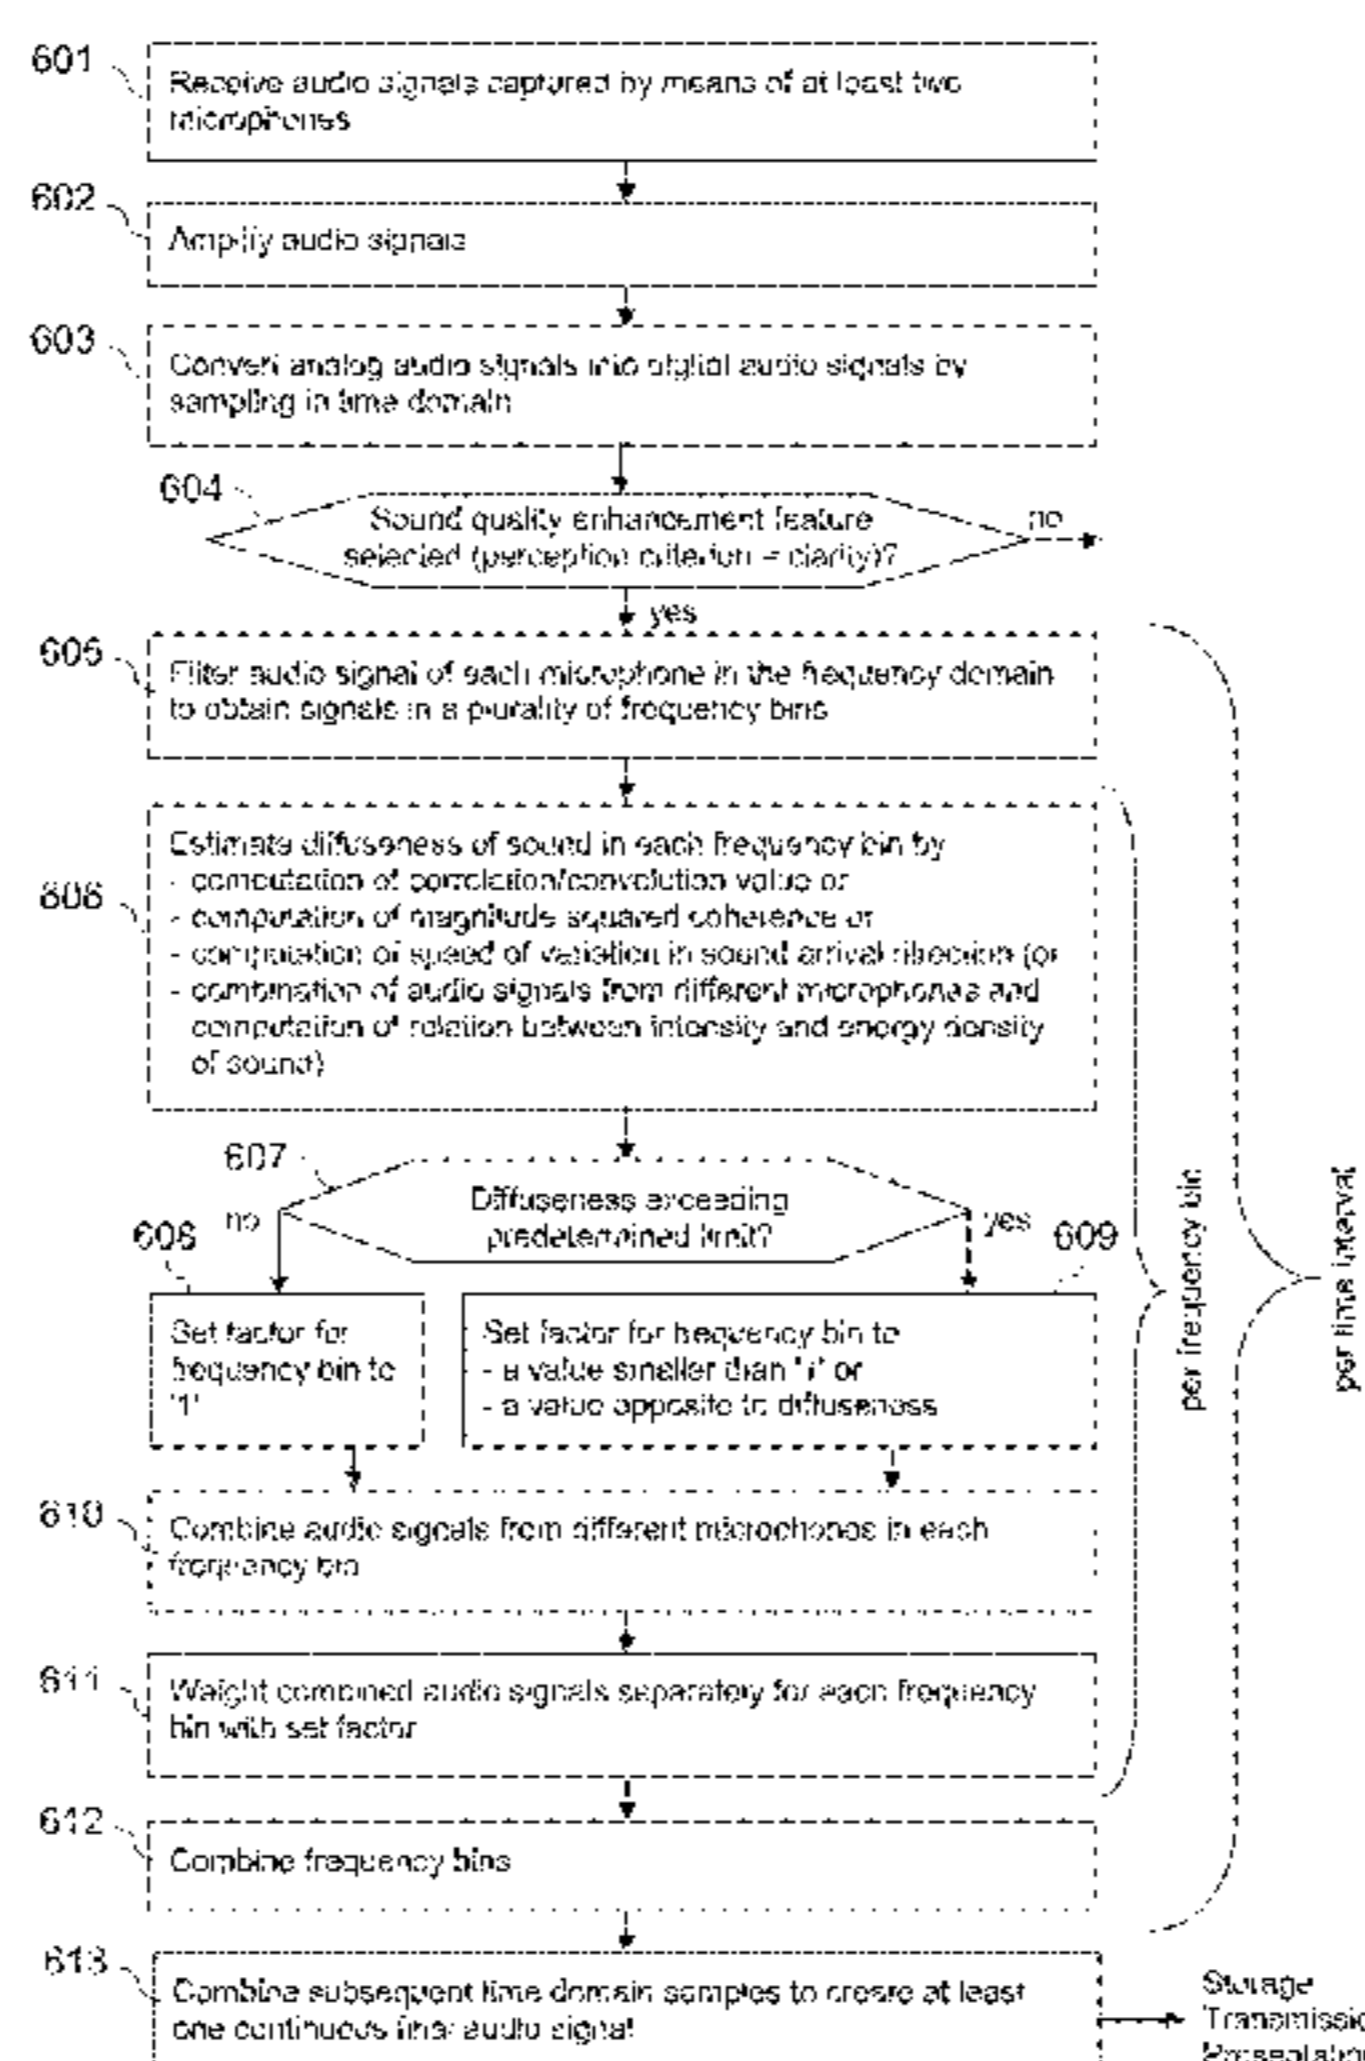 601
Receive audio signals captured by means of at least two
microphones
602
Amplify audio signals
603
Convert analog audio signals into digital audio signals by
sampling in time domain
604
Sound quality enhancement feature
selected (perception criterion = clarity)?
no
yes
605
Filter audio signal of each microphone in the frequency domain
to obtain signals in a plurality of frequency bins
606
Estimate diffuseness of sound in each frequency bin by
- computation of correlation/convolution value or
- computation of magnitude squared coherence or
- computation of speed of variation in sound arrival direction (or
- combination of audio signals from different microphones and
computation of relation between intensity and energy density
of sound)
607
Diffuseness exceeding
predetermined limit?
no
yes
608
609
Set factor for
frequency bin to
'1'
Set factor for frequency bin to
- a value smaller than '1' or
- a value opposite to diffuseness
610
Combine audio signals from different microphones in each
frequency bin
611
Weight combined audio signals separately for each frequency
bin with set factor
612
Combine frequency bins
613
Combine subsequent time domain samples to create at least
one continuous final audio signal
per frequency bin
per time interval
Storage
Transmissio
Presentation